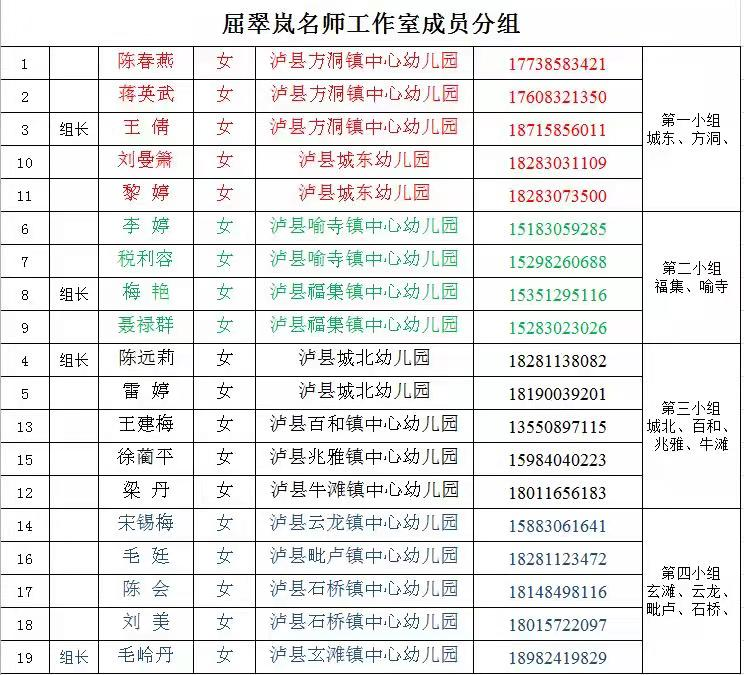 屈翠岚名师工作室成员分组
1 陈春燕 女 泸县方洞镇中心幼儿园 17738583421
2 蒋英武 女 泸县方洞镇中心幼儿园 17608321350
3 组长 王 倩 女 泸县方洞镇中心幼儿园 18715856011
10 刘曼箫 女 泸县城东幼儿园 18283031109
11 黎 婷 女 泸县城东幼儿园 18283073500
第一小组
城东、方洞、
6 李 婷 女 泸县喻寺镇中心幼儿园 15183059285
7 税利容 女 泸县喻寺镇中心幼儿园 15298260688
8 组长 梅 艳 女 泸县福集镇中心幼儿园 15351295116
9 聂禄群 女 泸县福集镇中心幼儿园 15283023026
第二小组
福集、喻寺
4 组长 陈远莉 女 泸县城北幼儿园 18281138082
5 雷 婷 女 泸县城北幼儿园 18190039201
13 王建梅 女 泸县百和镇中心幼儿园 13550897115
15 徐蔺平 女 泸县兆雅镇中心幼儿园 15984040223
12 梁 丹 女 泸县牛滩镇中心幼儿园 18011656183
第三小组
城北、百和、
兆雅、牛滩
14 宋锡梅 女 泸县云龙镇中心幼儿园 15883061641
16 毛 廷 女 泸县毗卢镇中心幼儿园 18281123472
17 陈 会 女 泸县石桥镇中心幼儿园 18148498116
18 刘 美 女 泸县石桥镇中心幼儿园 18015722097
19 组长 毛岭丹 女 泸县玄滩镇中心幼儿园 18982419829
第四小组
玄滩、云龙、
毗卢、石桥、